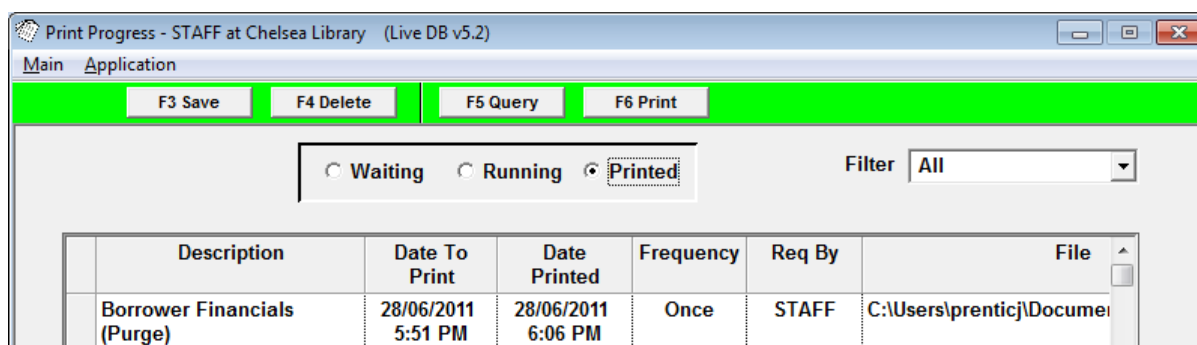 Print Progress - STAFF at Chelsea Library (Live DB v5.2)
Main Application
F3 Save F4 Delete F5 Query F6 Print
Waiting Running Printed Filter All
Description Date To Print Date Printed Frequency Req By File
Borrower Financials 28/06/2011 28/06/2011 Once STAFF C:\Users\prenticj\Documer
(Purge) 5:51 PM 6:06 PM